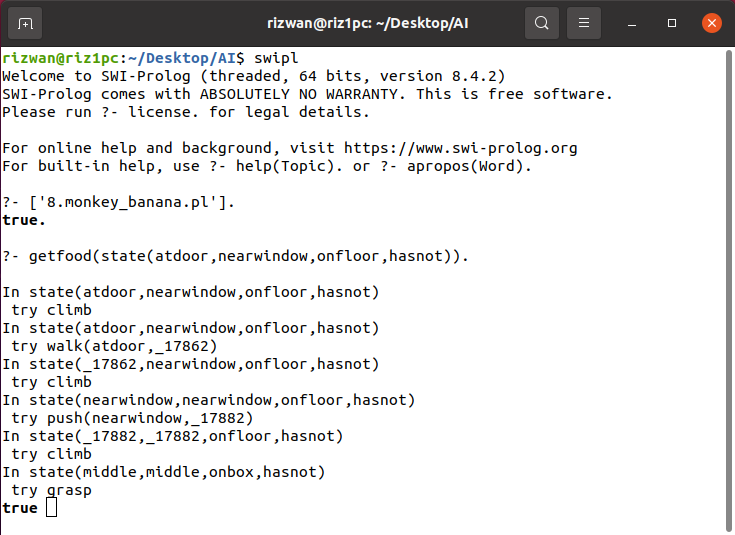 rizwan@riz1pc: ~/Desktop/AI
rizwan@riz1pc:~/Desktop/AI$ swipl
Welcome to SWI-Prolog (threaded, 64 bits, version 8.4.2)
SWI-Prolog comes with ABSOLUTELY NO WARRANTY. This is free software.
Please run ?- license. for legal details.
For online help and background, visit https://www.swi-prolog.org
For built-in help, use ?- help(Topic). or ?- apropos(Word).
?- ['8.monkey_banana.pl'].
true.
?- getfood(state(atdoor,nearwindow,onfloor,hasnot)).
In state(atdoor,nearwindow,onfloor,hasnot)
 try climb
In state(atdoor,nearwindow,onfloor,hasnot)
 try walk(atdoor,_17862)
In state(_17862,nearwindow,onfloor,hasnot)
 try climb
In state(nearwindow,nearwindow,onfloor,hasnot)
 try push(nearwindow,_17882)
In state(_17882,_17882,onfloor,hasnot)
 try climb
In state(middle,middle,onbox,hasnot)
 try grasp
true